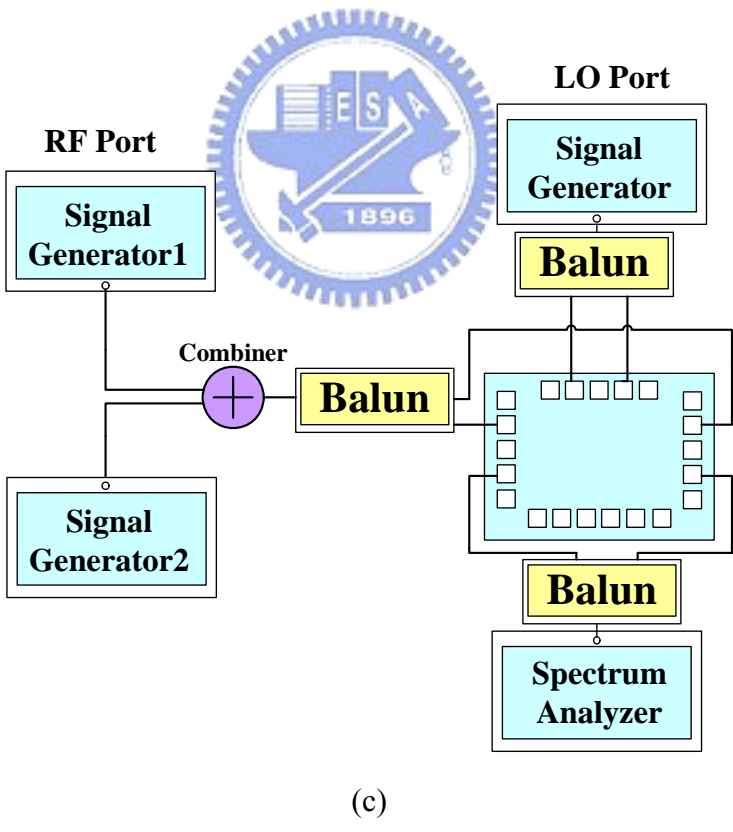 E S A
1896
LO Port
RF Port
Signal
Generator
Signal
Generator1
Balun
Combiner
Balun
Signal
Generator2
Balun
Spectrum
Analyzer
(c)